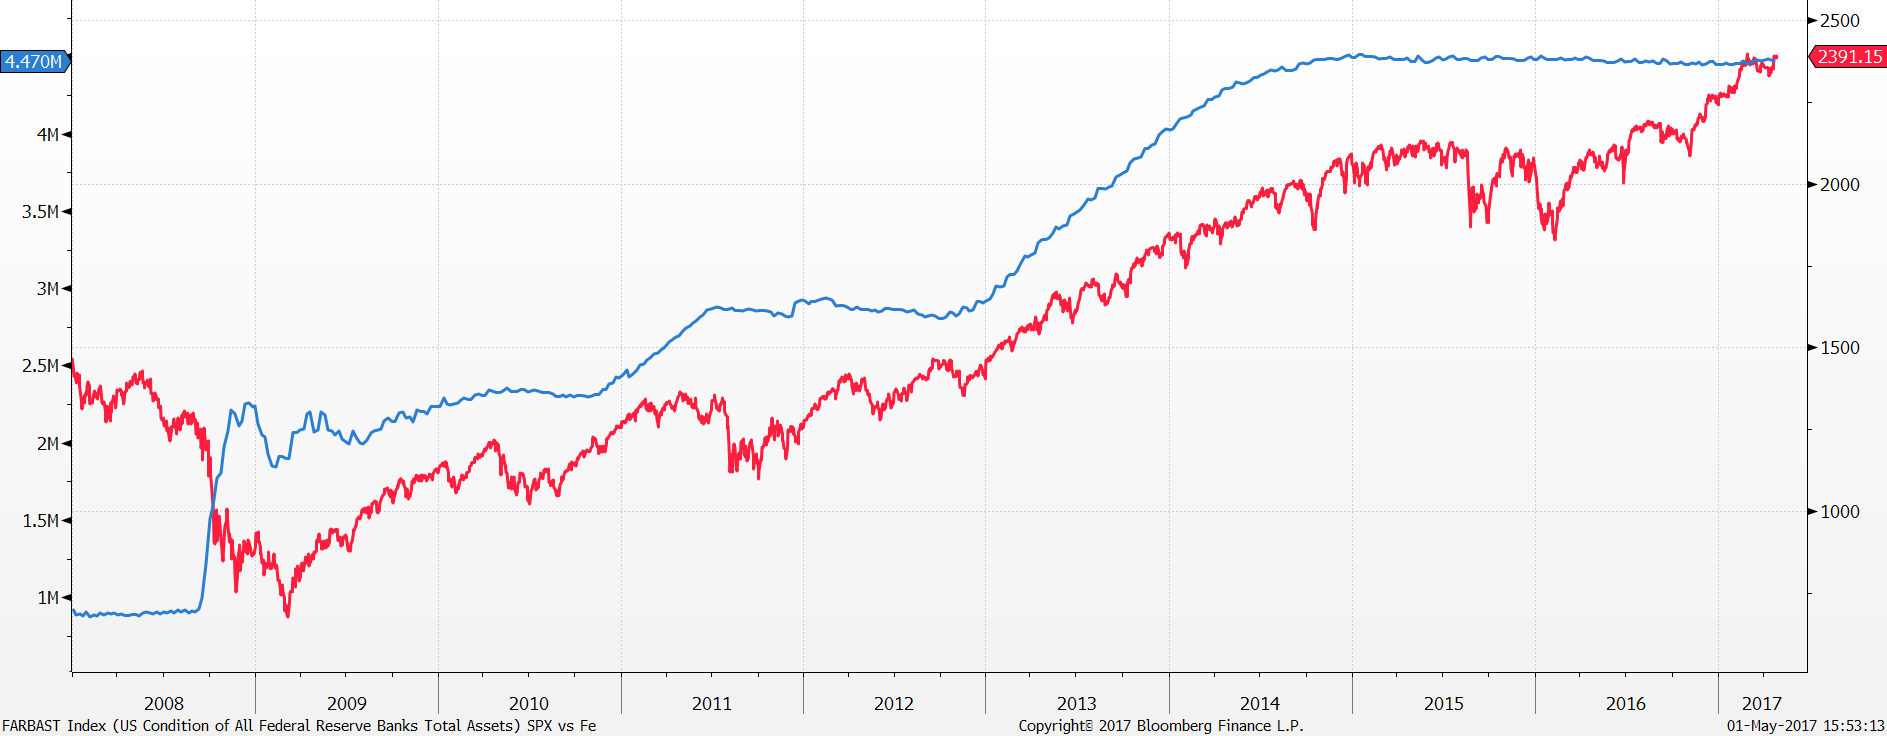 2500
4.470M
2391.15
4M
2000
3.5M
3M
1500
2.5M
2M
1000
1.5M
1M
2008 2009 2010 2011 2012 2013 2014 2015 2016 2017
FARBAST Index (US Condition of All Federal Reserve Banks Total Assets) SPX vs Fe Copyright© 2017 Bloomberg Finance L.P. 01-May-2017 15:53:13